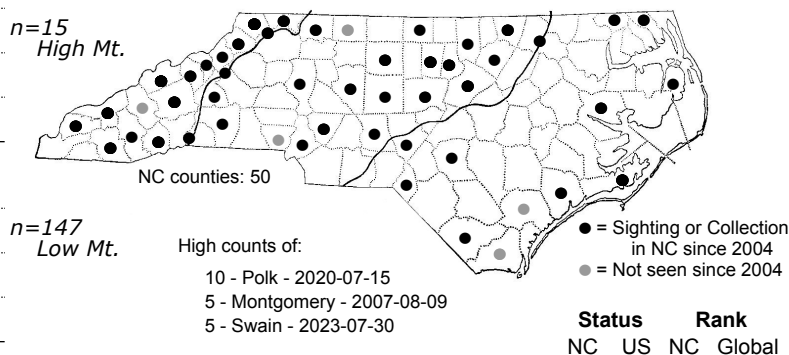 n=15
High Mt.
NC counties: 50
n=147
Low Mt.
High counts of:
10 - Polk - 2020-07-15
5 - Montgomery - 2007-08-09
5 - Swain - 2023-07-30
● = Sighting or Collection
in NC since 2004
● = Not seen since 2004
Status Rank
NC US NC Global